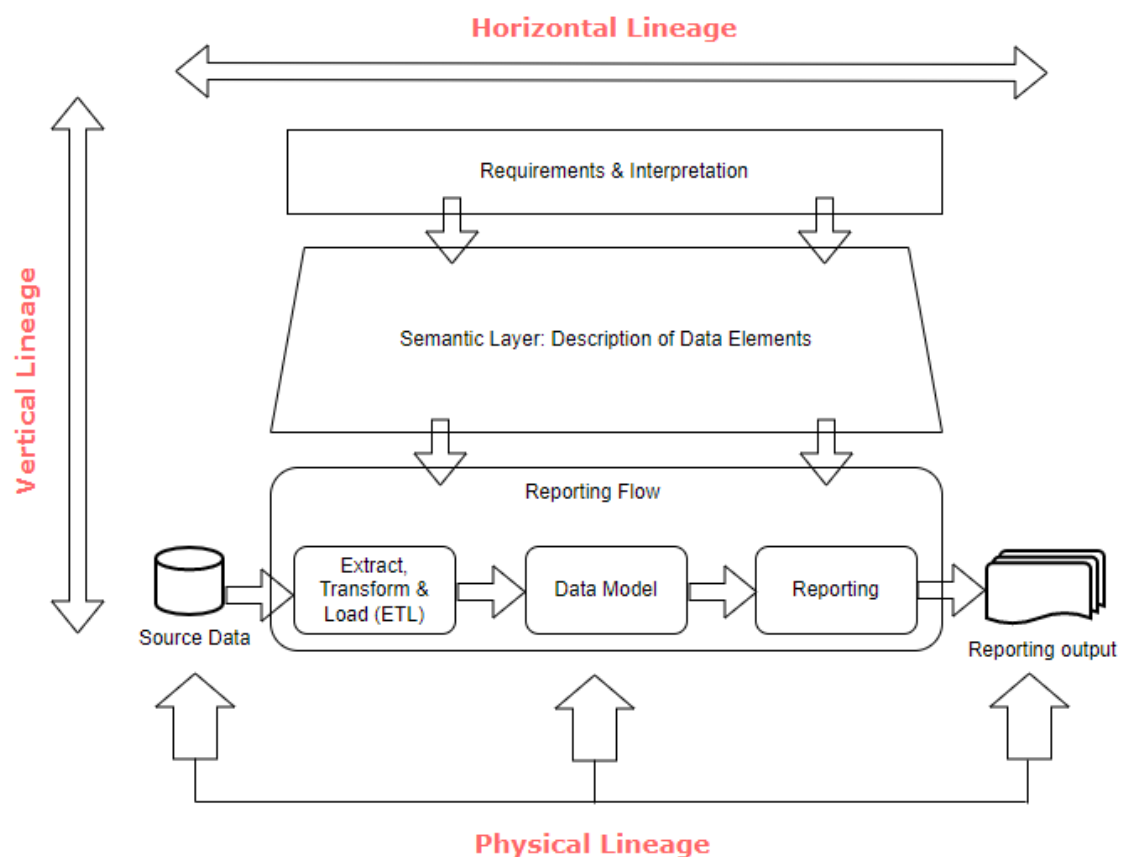 Horizontal Lineage
Requirements & Interpretation
Vertical Lineage
Semantic Layer: Description of Data Elements
Reporting Flow
Extract,
Transform &
Load (ETL)
Data Model
Reporting
Source Data
Reporting output
Physical Lineage